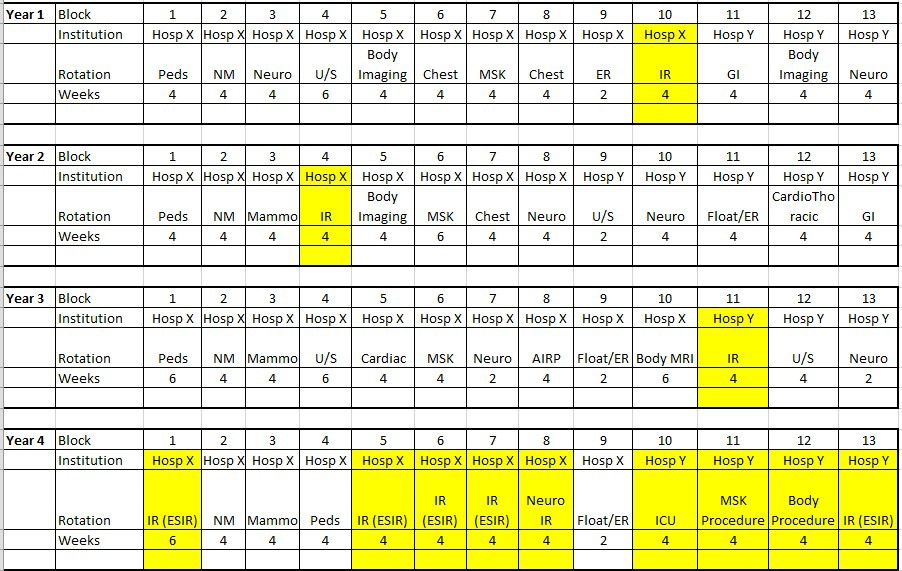 Year 1 Block 1 2 3 4 5 6 7 8 9 10 11 12 13
Institution Hosp X Hosp X Hosp X Hosp X Hosp X Hosp X Hosp X Hosp X Hosp X Hosp X Hosp Y Hosp Y Hosp Y
Rotation Peds NM Neuro U/S Body Imaging Chest MSK Chest ER IR GI Body Imaging Neuro
Weeks 4 4 4 6 4 4 4 4 2 4 4 4 4
Year 2 Block 1 2 3 4 5 6 7 8 9 10 11 12 13
Institution Hosp X Hosp X Hosp X Hosp X Hosp X Hosp X Hosp X Hosp X Hosp Y Hosp Y Hosp Y Hosp Y Hosp Y
Rotation Peds NM Mammo IR Body Imaging MSK Chest Neuro U/S Neuro Float/ER CardioTho racic GI
Weeks 4 4 4 4 4 6 4 4 2 4 4 4 4
Year 3 Block 1 2 3 4 5 6 7 8 9 10 11 12 13
Institution Hosp X Hosp X Hosp X Hosp X Hosp X Hosp X Hosp X Hosp X Hosp X Hosp X Hosp Y Hosp Y Hosp Y
Rotation Peds NM Mammo U/S Cardiac MSK Neuro AIRP Float/ER Body MRI IR U/S Neuro
Weeks 6 4 4 6 4 4 2 4 2 6 4 4 2
Year 4 Block 1 2 3 4 5 6 7 8 9 10 11 12 13
Institution Hosp X Hosp X Hosp X Hosp X Hosp X Hosp X Hosp X Hosp X Hosp X Hosp Y Hosp Y Hosp Y Hosp Y
Rotation IR (ESIR) NM Mammo Peds IR (ESIR) IR (ESIR) IR (ESIR) Neuro IR Float/ER ICU MSK Procedure Body Procedure IR (ESIR)
Weeks 6 4 4 4 4 4 4 4 2 4 4 4 4